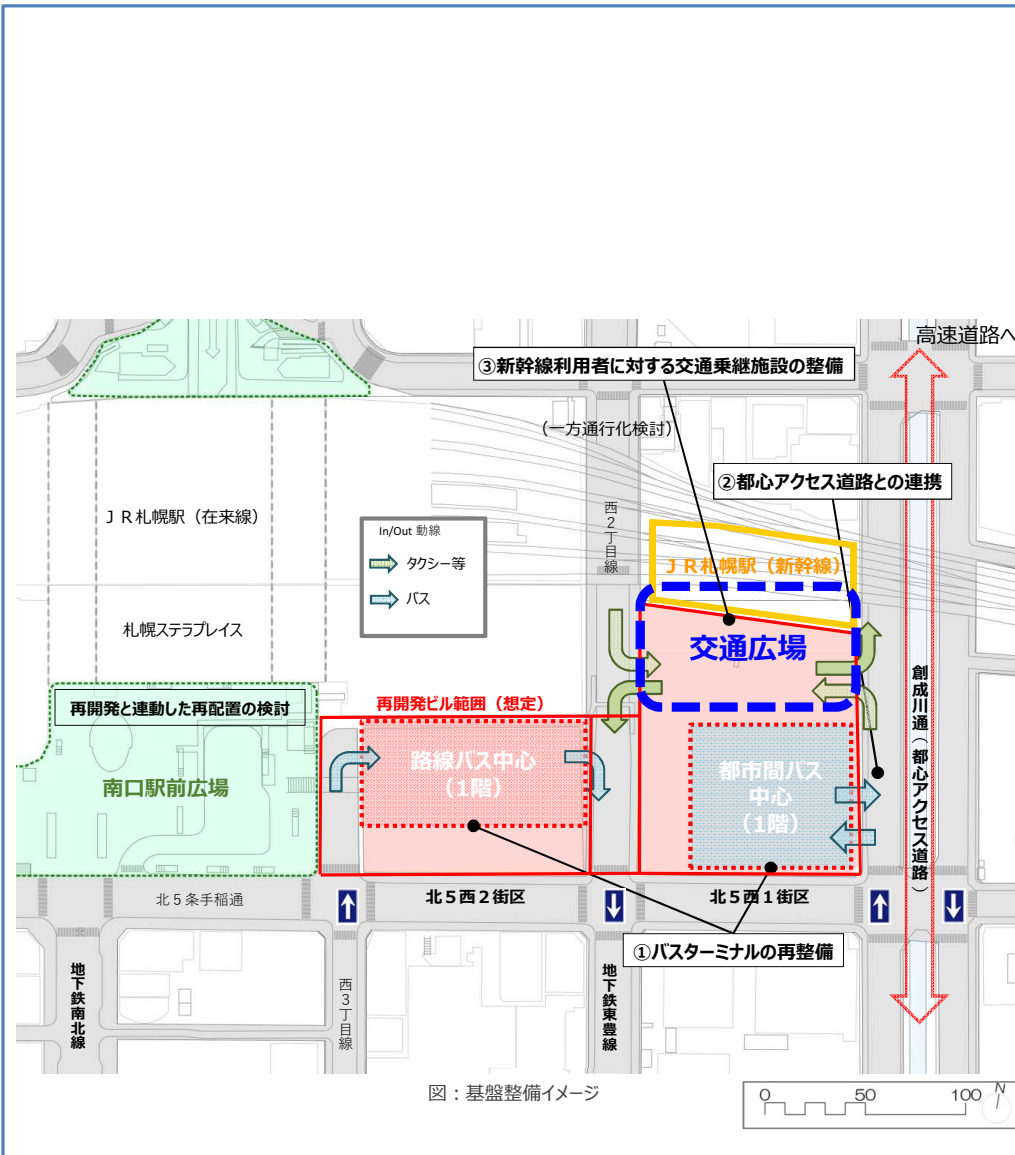 高速道路へ
③新幹線利用者に対する交通乗継施設の整備
(一方通行化検討)
②都心アクセス道路との連携
JR札幌駅(在来線)
In/Out 動線
タクシー等
バス
西2丁目線
JR札幌駅(新幹線)
札幌ステラプレイス
交通広場
再開発と連動した再配置の検討
再開発ビル範囲(想定)
南口駅前広場
路線バス中心
(1階)
都市間バス
中心
(1階)
創成川通(都心アクセス道路)
北5条手稲通
北5西2街区
北5西1街区
①バスターミナルの再整備
地下鉄南北線
西3丁目線
地下鉄東豊線
図:基盤整備イメージ
0 50 100 N